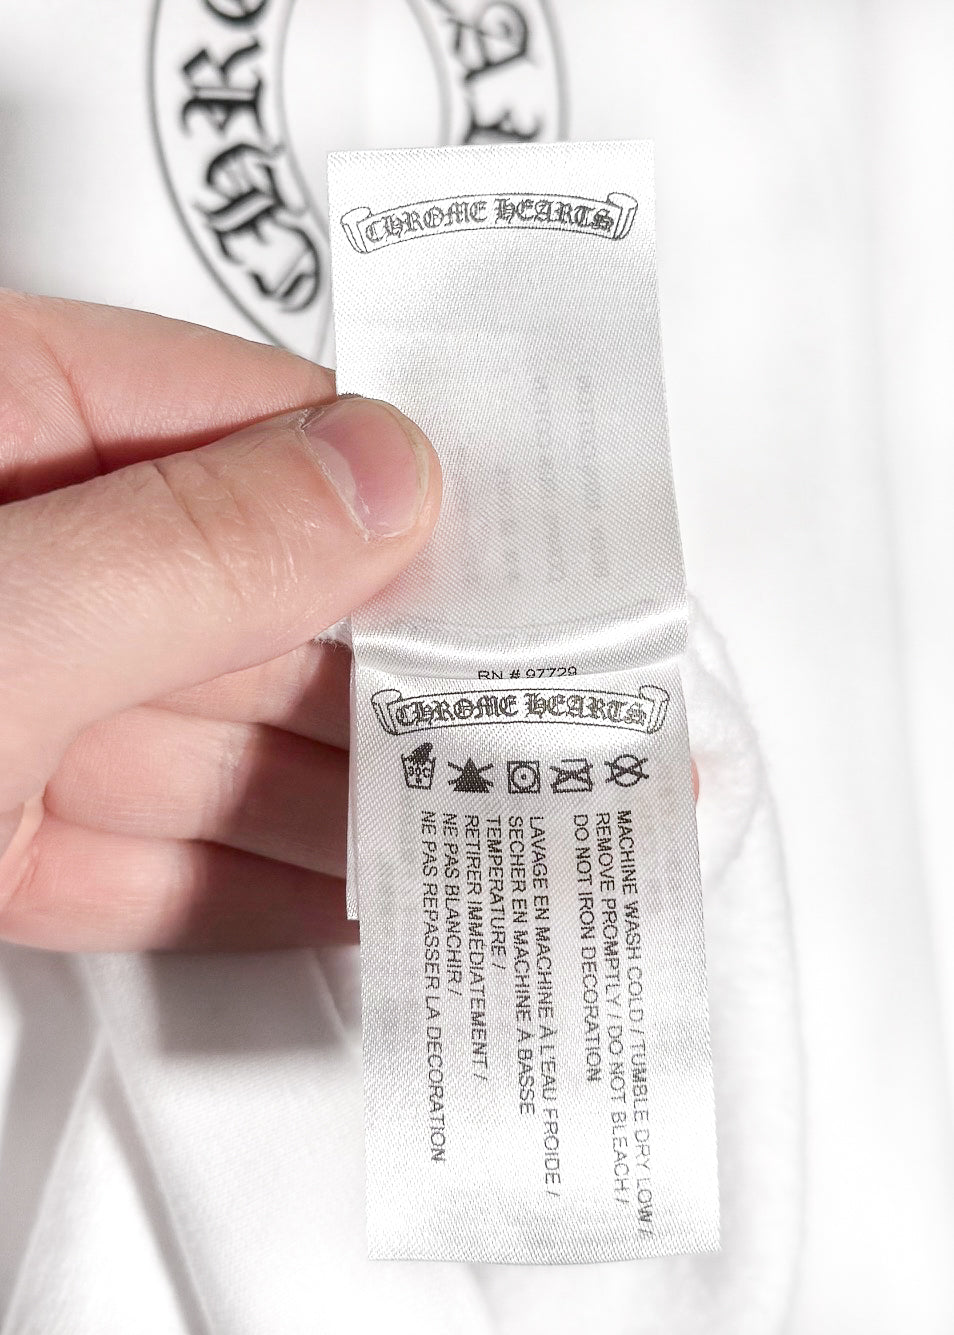 CHROME HEARTS
RN # 97729
CHROME HEARTS
30C
MACHINE WASH COLD / TUMBLE DRY LOW /
REMOVE PROMPTLY / DO NOT BLEACH /
DO NOT IRON DECORATION
LAVAGE EN MACHINE À L'EAU FROIDE /
SECHER EN MACHINE À BASSE
TEMPERATURE /
RETIRER IMMÉDIATEMENT /
NE PAS BLANCHIR /
NE PAS REPASSER LA DECORATION